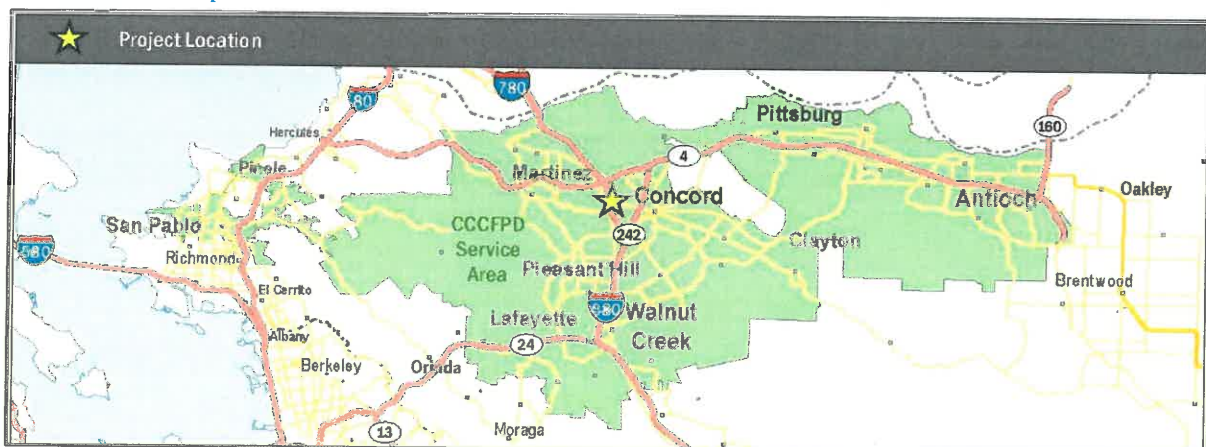 Project Location
80
780
Pittsburg
160
Hercules
4
Pinole
Martinez
Concord
Antioch
Oakley
San Pablo
CCCFPD
Service
Area
242
Clayton
580
Richmond
Pleasant Hill
Brentwood
El Cerrito
680
Walnut
Creek
Lafayette
24
Albany
Berkeley
Orinda
13
Moraga